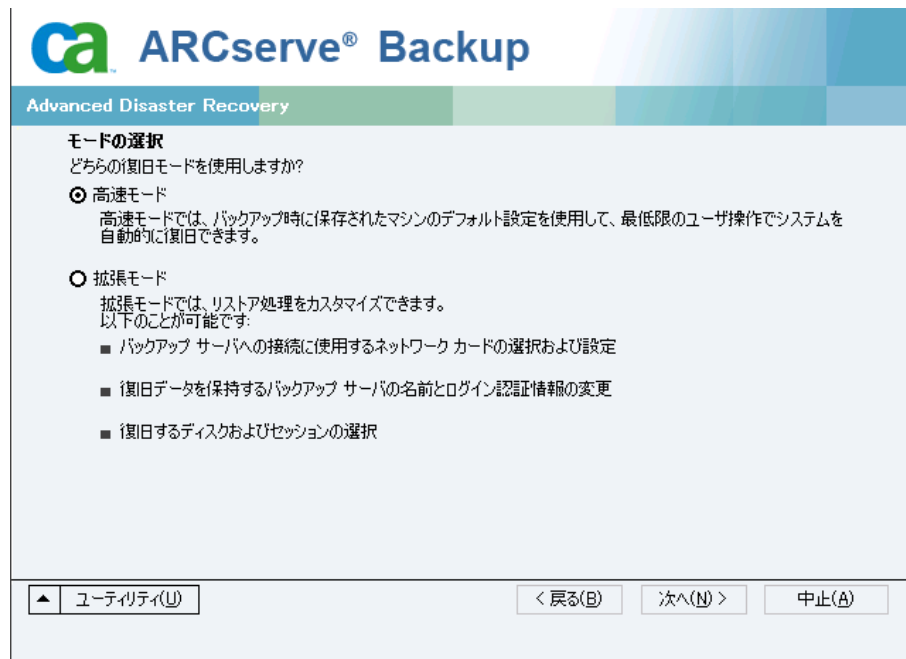 ca ARCserve® Backup
Advanced Disaster Recovery
モードの選択
どちらの復旧モードを使用しますか?
高速モード
高速モードでは、バックアップ時に保存されたマシンのデフォルト設定を使用して、最低限のユーザ操作でシステムを
自動的に復旧できます。
拡張モード
拡張モードでは、リストア処理をカスタマイズできます。
以下のことが可能です:
■ バックアップ サーバへの接続に使用するネットワーク カードの選択および設定
■ 復旧データを保持するバックアップ サーバの名前とログイン認証情報の変更
■ 復旧するディスクおよびセッションの選択
▲ ユーティリティ(U) < 戻る(B) 次へ(N) > 中止(A)